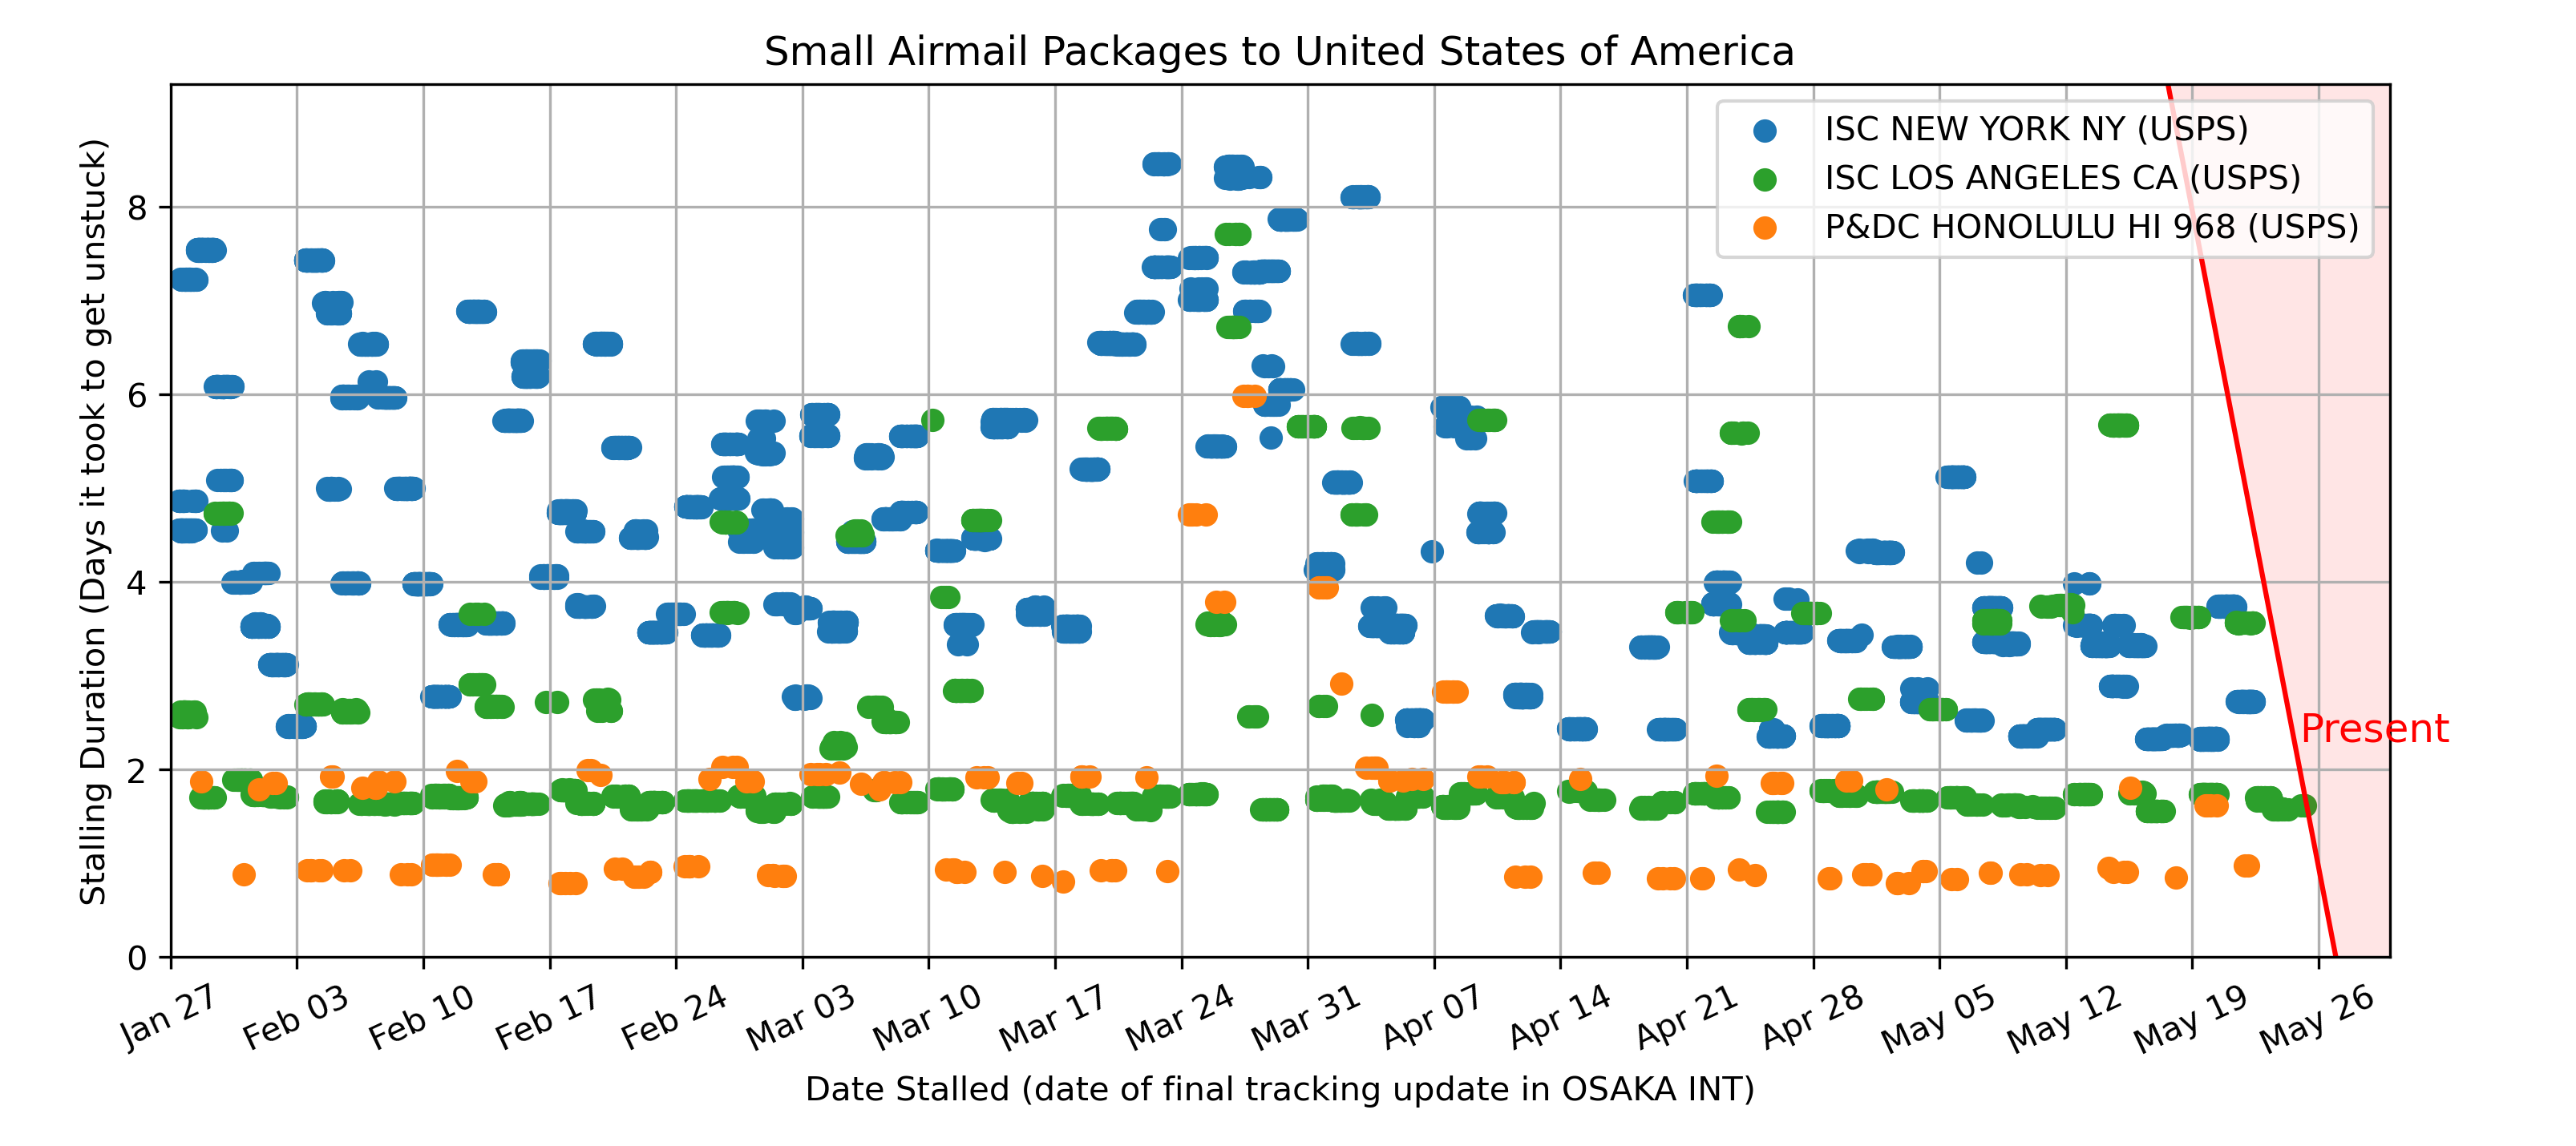 Small Airmail Packages to United States of America
ISC NEW YORK NY (USPS)
ISC LOS ANGELES CA (USPS)
P&DC HONOLULU HI 968 (USPS)
Stalling Duration (Days it took to get unstuck)
8
6
4
2
0
Present
Jan 27 Feb 03 Feb 10 Feb 17 Feb 24 Mar 03 Mar 10 Mar 17 Mar 24 Mar 31 Apr 07 Apr 14 Apr 21 Apr 28 May 05 May 12 May 19 May 26
Date Stalled (date of final tracking update in OSAKA INT)